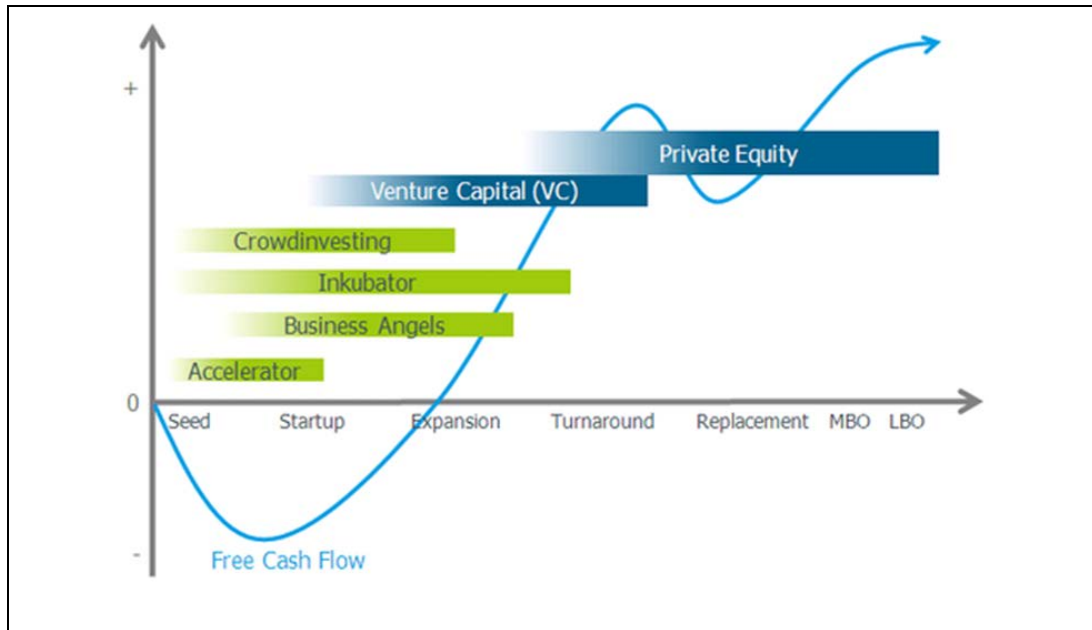 +
Private Equity
Venture Capital (VC)
Crowdinvesting
Inkubator
Business Angels
Accelerator
0
Seed Startup Expansion Turnaround Replacement MBO LBO
-
Free Cash Flow